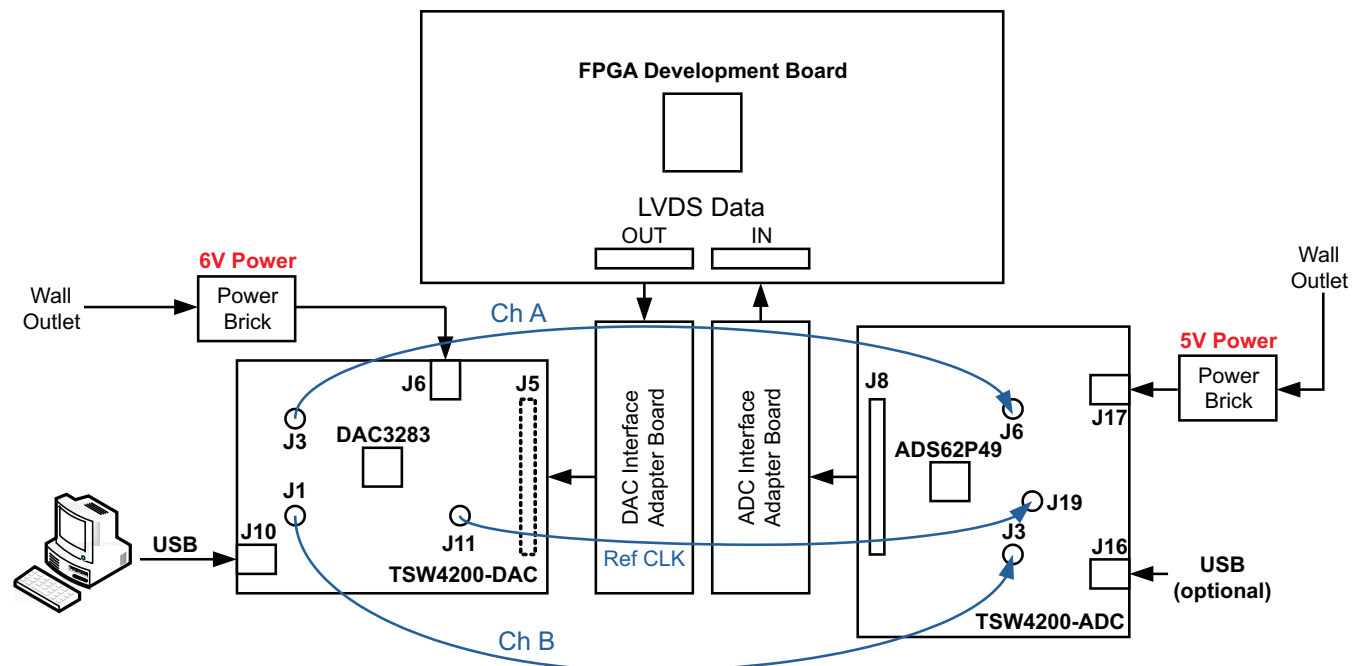 FPGA Development Board
LVDS Data
OUT
IN
6V Power
Wall
Outlet
Power
Brick
Ch A
Wall
Outlet
5V Power
Power
Brick
J6
J5
J3
DAC3283
J1
J10
J11
TSW4200-DAC
USB
DAC Interface
Adapter Board
ADC Interface
Adapter Board
Ref CLK
Ch B
J8
J6
J17
ADS62P49
J19
J3
J16
USB
(optional)
TSW4200-ADC